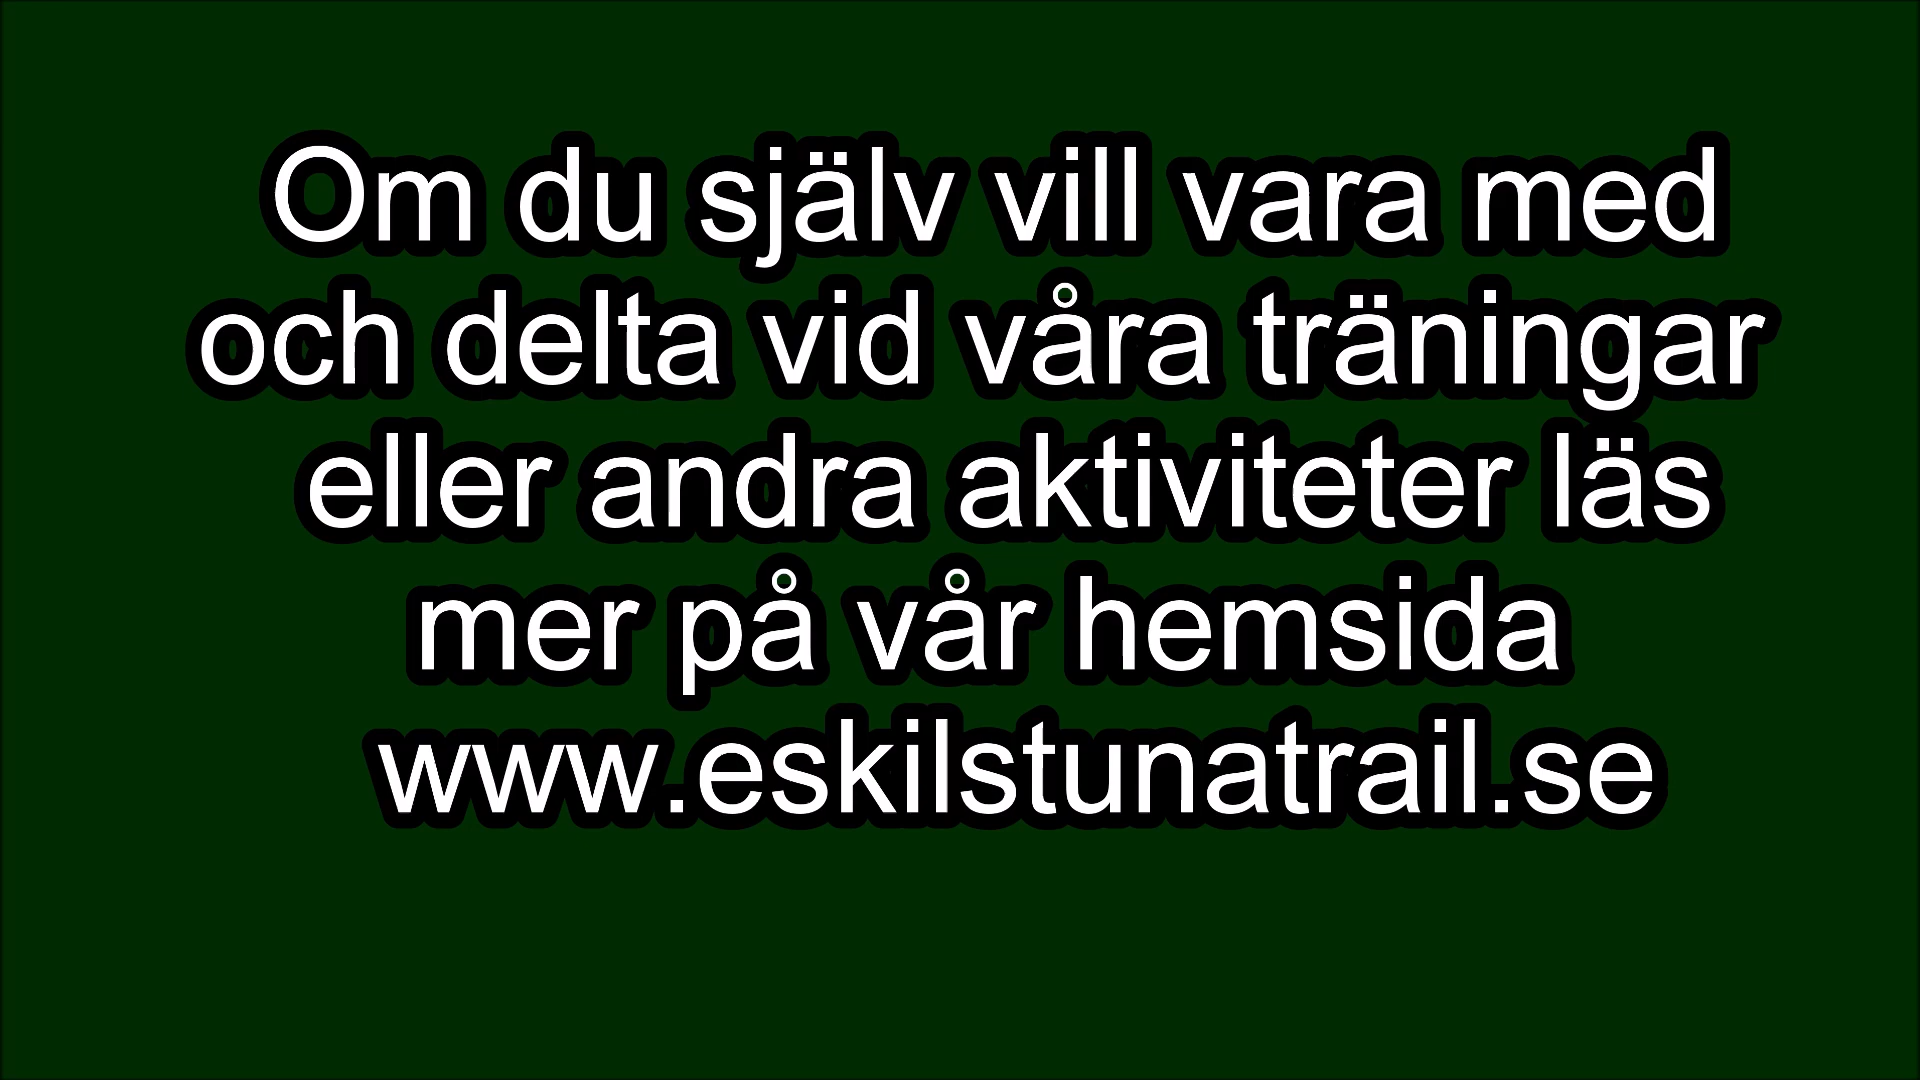 Om du själv vill vara med
och delta vid våra träningar
eller andra aktiviteter läs
mer på vår hemsida
www.eskilstunatrail.se